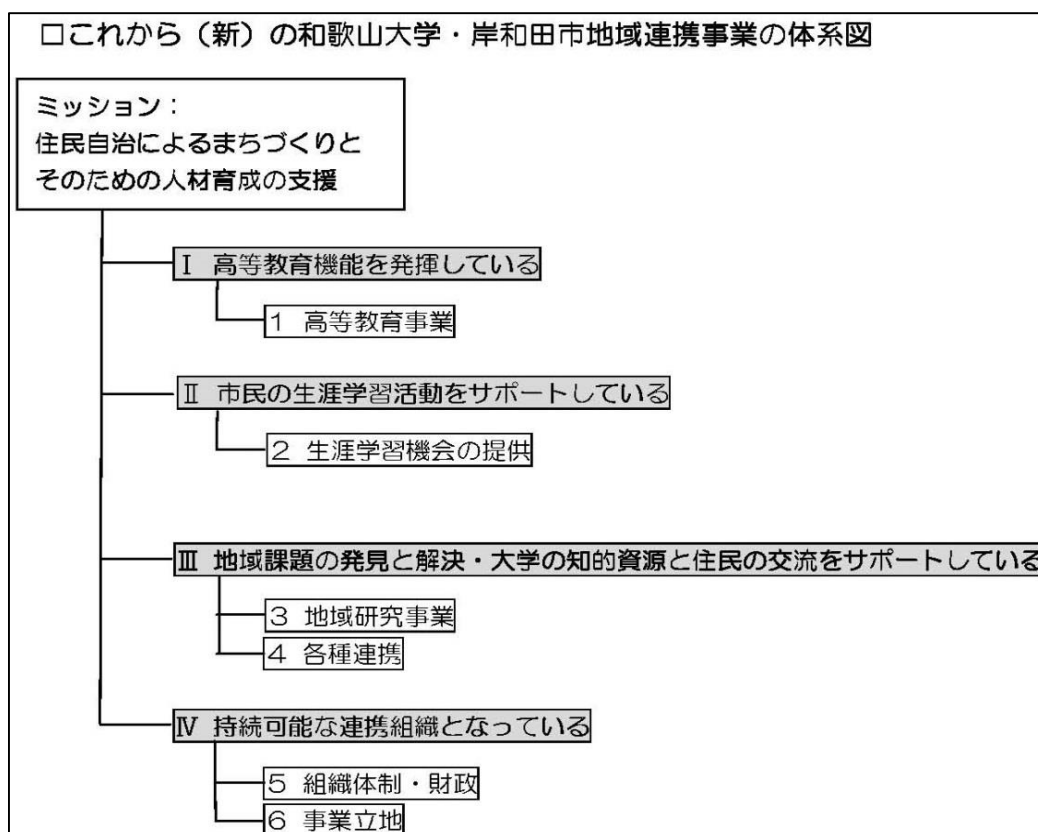 □これから（新）の和歌山大学・岸和田市地域連携事業の体系図
ミッション：
住民自治によるまちづくりと
そのための人材育成の支援
Ⅰ 高等教育機能を発揮している
1 高等教育事業
Ⅱ 市民の生涯学習活動をサポートしている
2 生涯学習機会の提供
Ⅲ 地域課題の発見と解決・大学の知的資源と住民の交流をサポートしている
3 地域研究事業
4 各種連携
Ⅳ 持続可能な連携組織となっている
5 組織体制・財政
6 事業立地